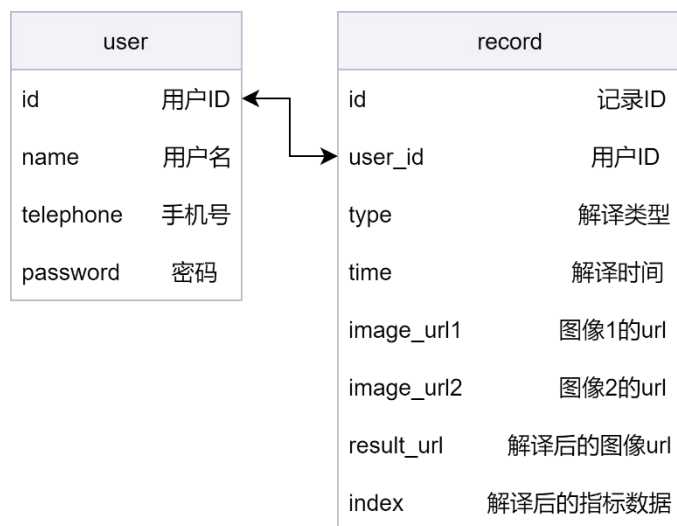 user
id 用户ID
name 用户名
telephone 手机号
password 密码
record
id 记录ID
user_id 用户ID
type 解译类型
time 解译时间
image_url1 图像1的url
image_url2 图像2的url
result_url 解译后的图像url
index 解译后的指标数据